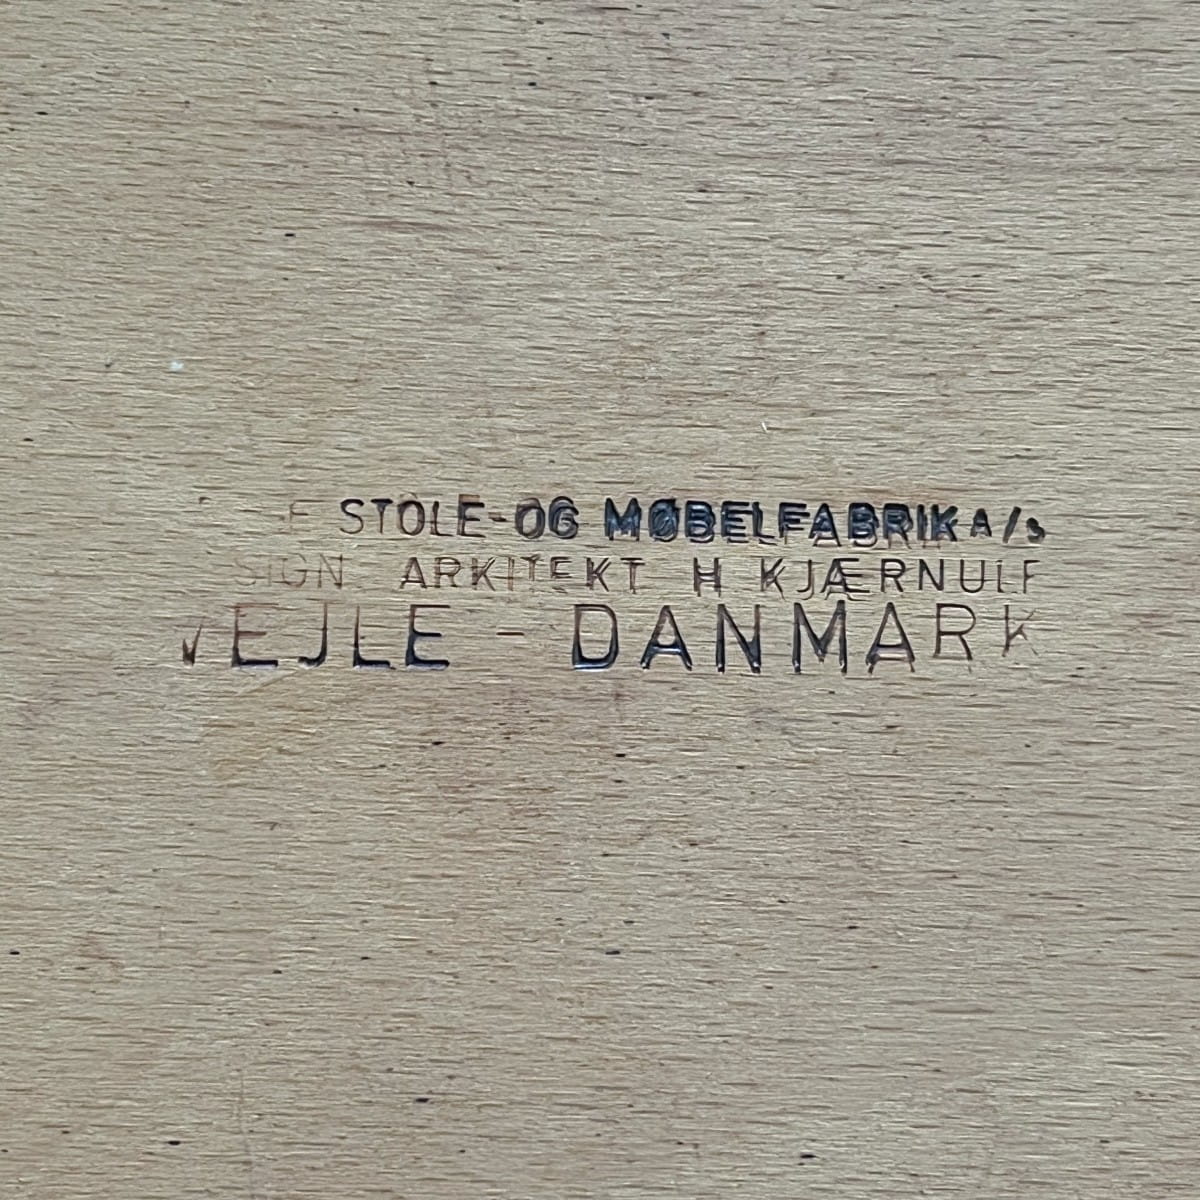 STOLE-OG MØBELFABRIK A/S
SIGN. ARKITEKT H KJÆRNULF
VEJLE - DANMARK